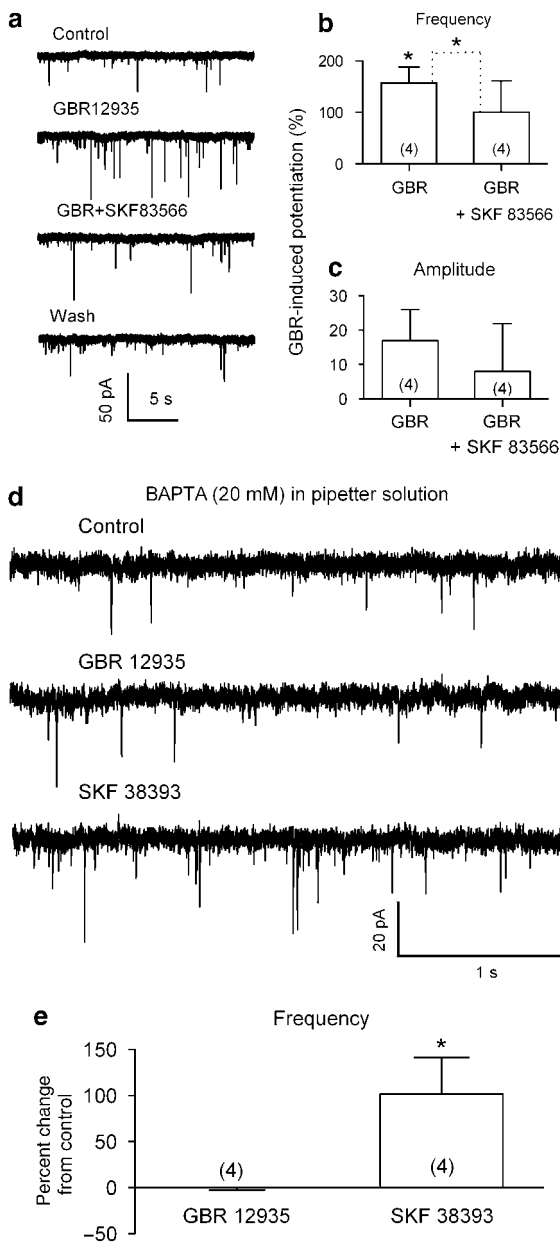 a
Control
GBR12935
GBR+SKF83566
Wash
50 pA
5 s
b
Frequency
GBR-induced potentiation (%)
200
100
0
*
*
(4)
(4)
GBR
GBR
+ SKF 83566
c
Amplitude
30
20
10
0
(4)
(4)
GBR
GBR
+ SKF 83566
d
BAPTA (20 mM) in pipetter solution
Control
GBR 12935
SKF 38393
20 pA
1 s
e
Frequency
Percent change
from control
150
100
50
0
−50
*
(4)
(4)
GBR 12935
SKF 38393